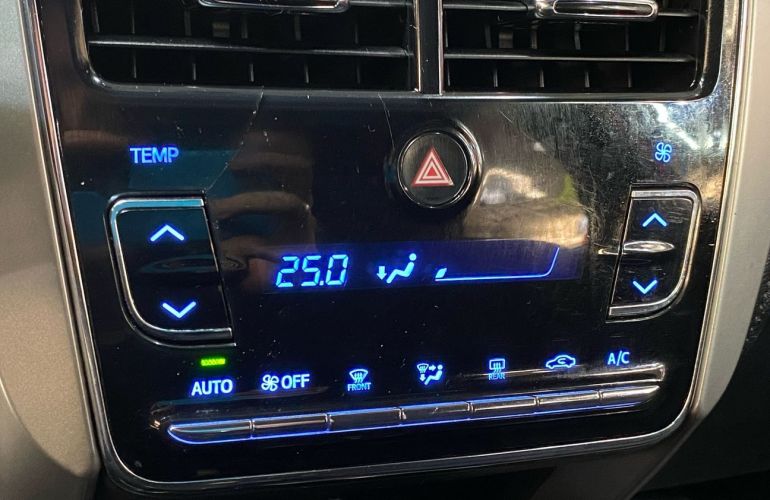 TEMP
25.0
AUTO OFF FRONT REAR A/C